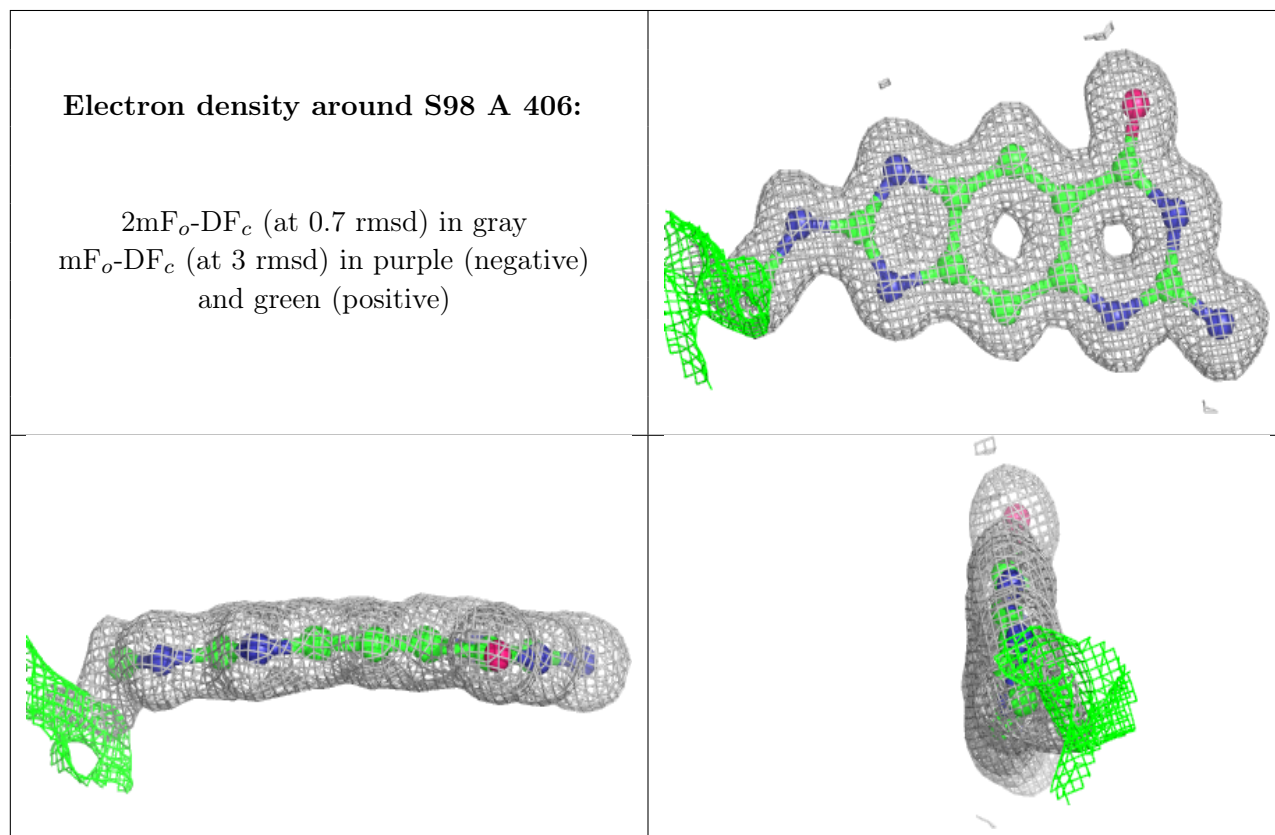 Electron density around S98 A 406:
2mFo-DFc (at 0.7 rmsd) in gray
mFo-DFc (at 3 rmsd) in purple (negative)
and green (positive)